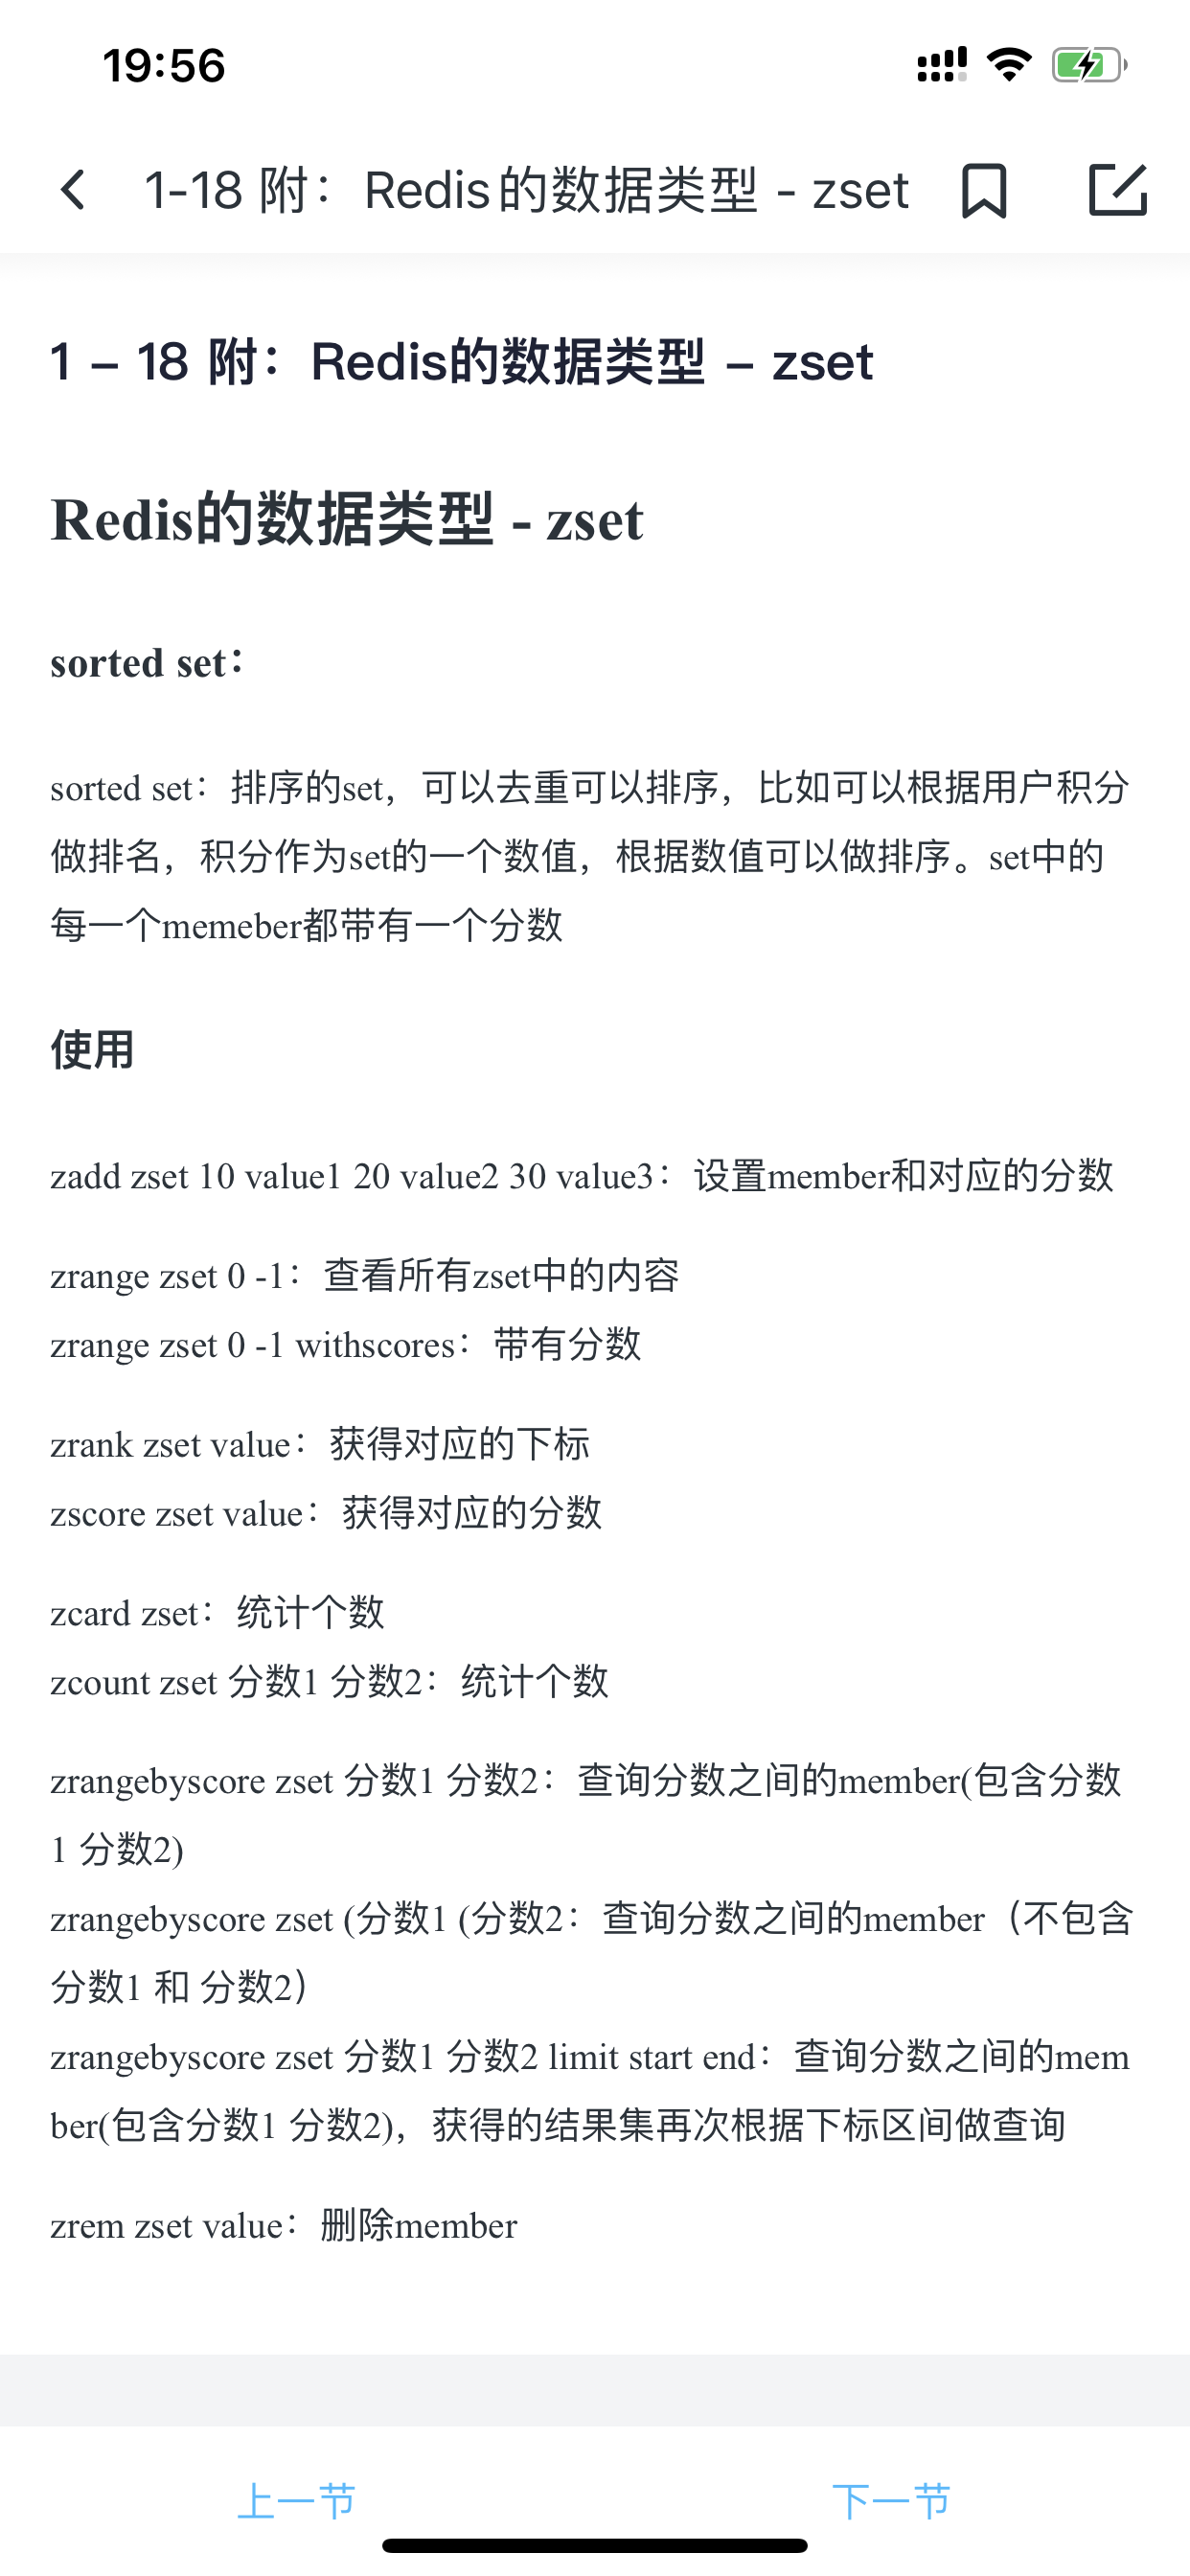 19:56
1-18 附：Redis的数据类型 - zset
1 – 18 附：Redis的数据类型 – zset
Redis的数据类型 - zset
sorted set：
sorted set：排序的set，可以去重可以排序，比如可以根据用户积分
做排名，积分作为set的一个数值，根据数值可以做排序。set中的
每一个memeber都带有一个分数
使用
zadd zset 10 value1 20 value2 30 value3：设置member和对应的分数
zrange zset 0 -1：查看所有zset中的内容
zrange zset 0 -1 withscores：带有分数
zrank zset value：获得对应的下标
zscore zset value：获得对应的分数
zcard zset：统计个数
zcount zset 分数1 分数2：统计个数
zrangebyscore zset 分数1 分数2：查询分数之间的member(包含分数
1 分数2)
zrangebyscore zset (分数1 (分数2：查询分数之间的member（不包含
分数1 和 分数2）
zrangebyscore zset 分数1 分数2 limit start end：查询分数之间的mem
ber(包含分数1 分数2)，获得的结果集再次根据下标区间做查询
zrem zset value：删除member
上一节 下一节